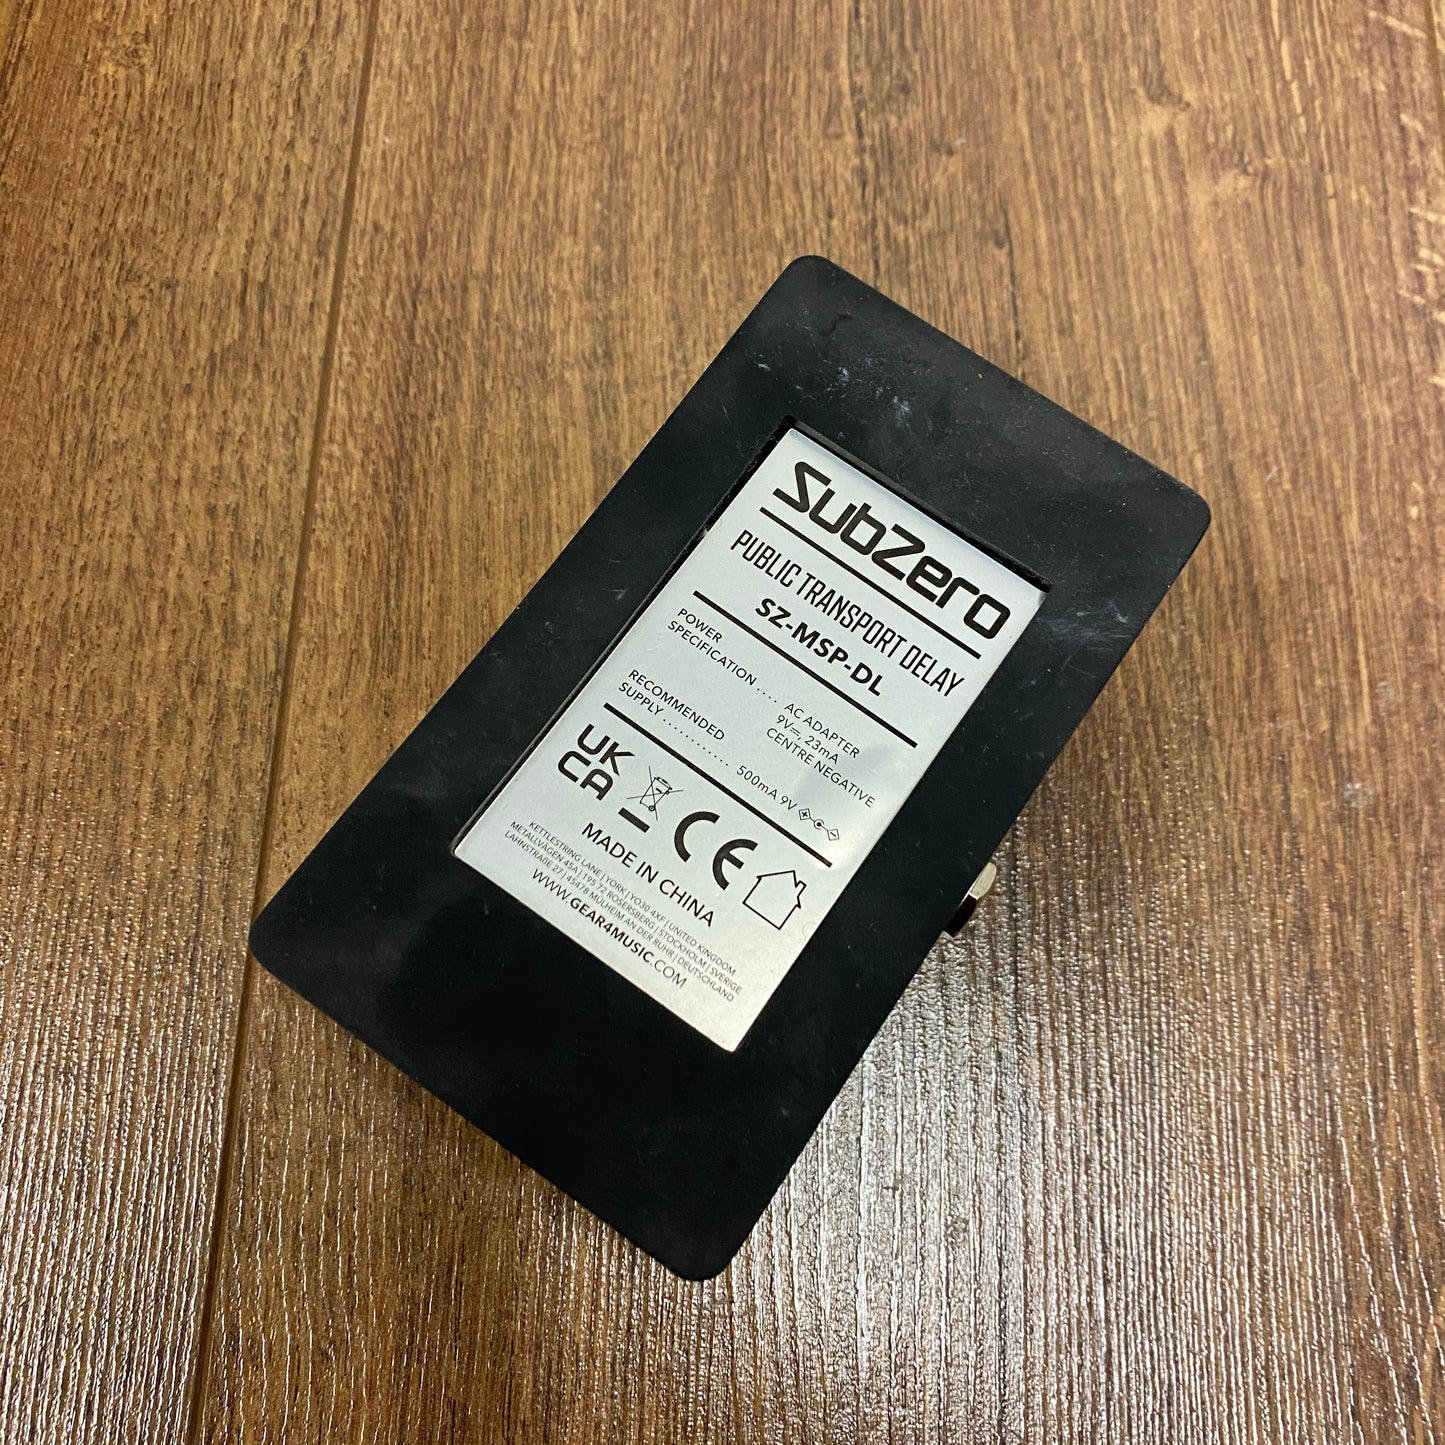 SubZero
PUBLIC TRANSPORT DELAY
SZ-MSP-DL
POWER
SPECIFICATION ..... AC ADAPTER
9V⎓, 23mA
CENTRE NEGATIVE
RECOMMENDED
SUPPLY ............ 500mA 9V
UK
CA
CE
MADE IN CHINA
KETTLESTRING LANE | YORK | YO30 4XF | UNITED KINGDOM
METALLVÄGEN 45A | 195 72 ROSERSBERG | STOCKHOLM | SVERIGE
LAHNSTRAßE 27 | 45478 MÜLHEIM AN DER RUHR | DEUTSCHLAND
WWW.GEAR4MUSIC.COM